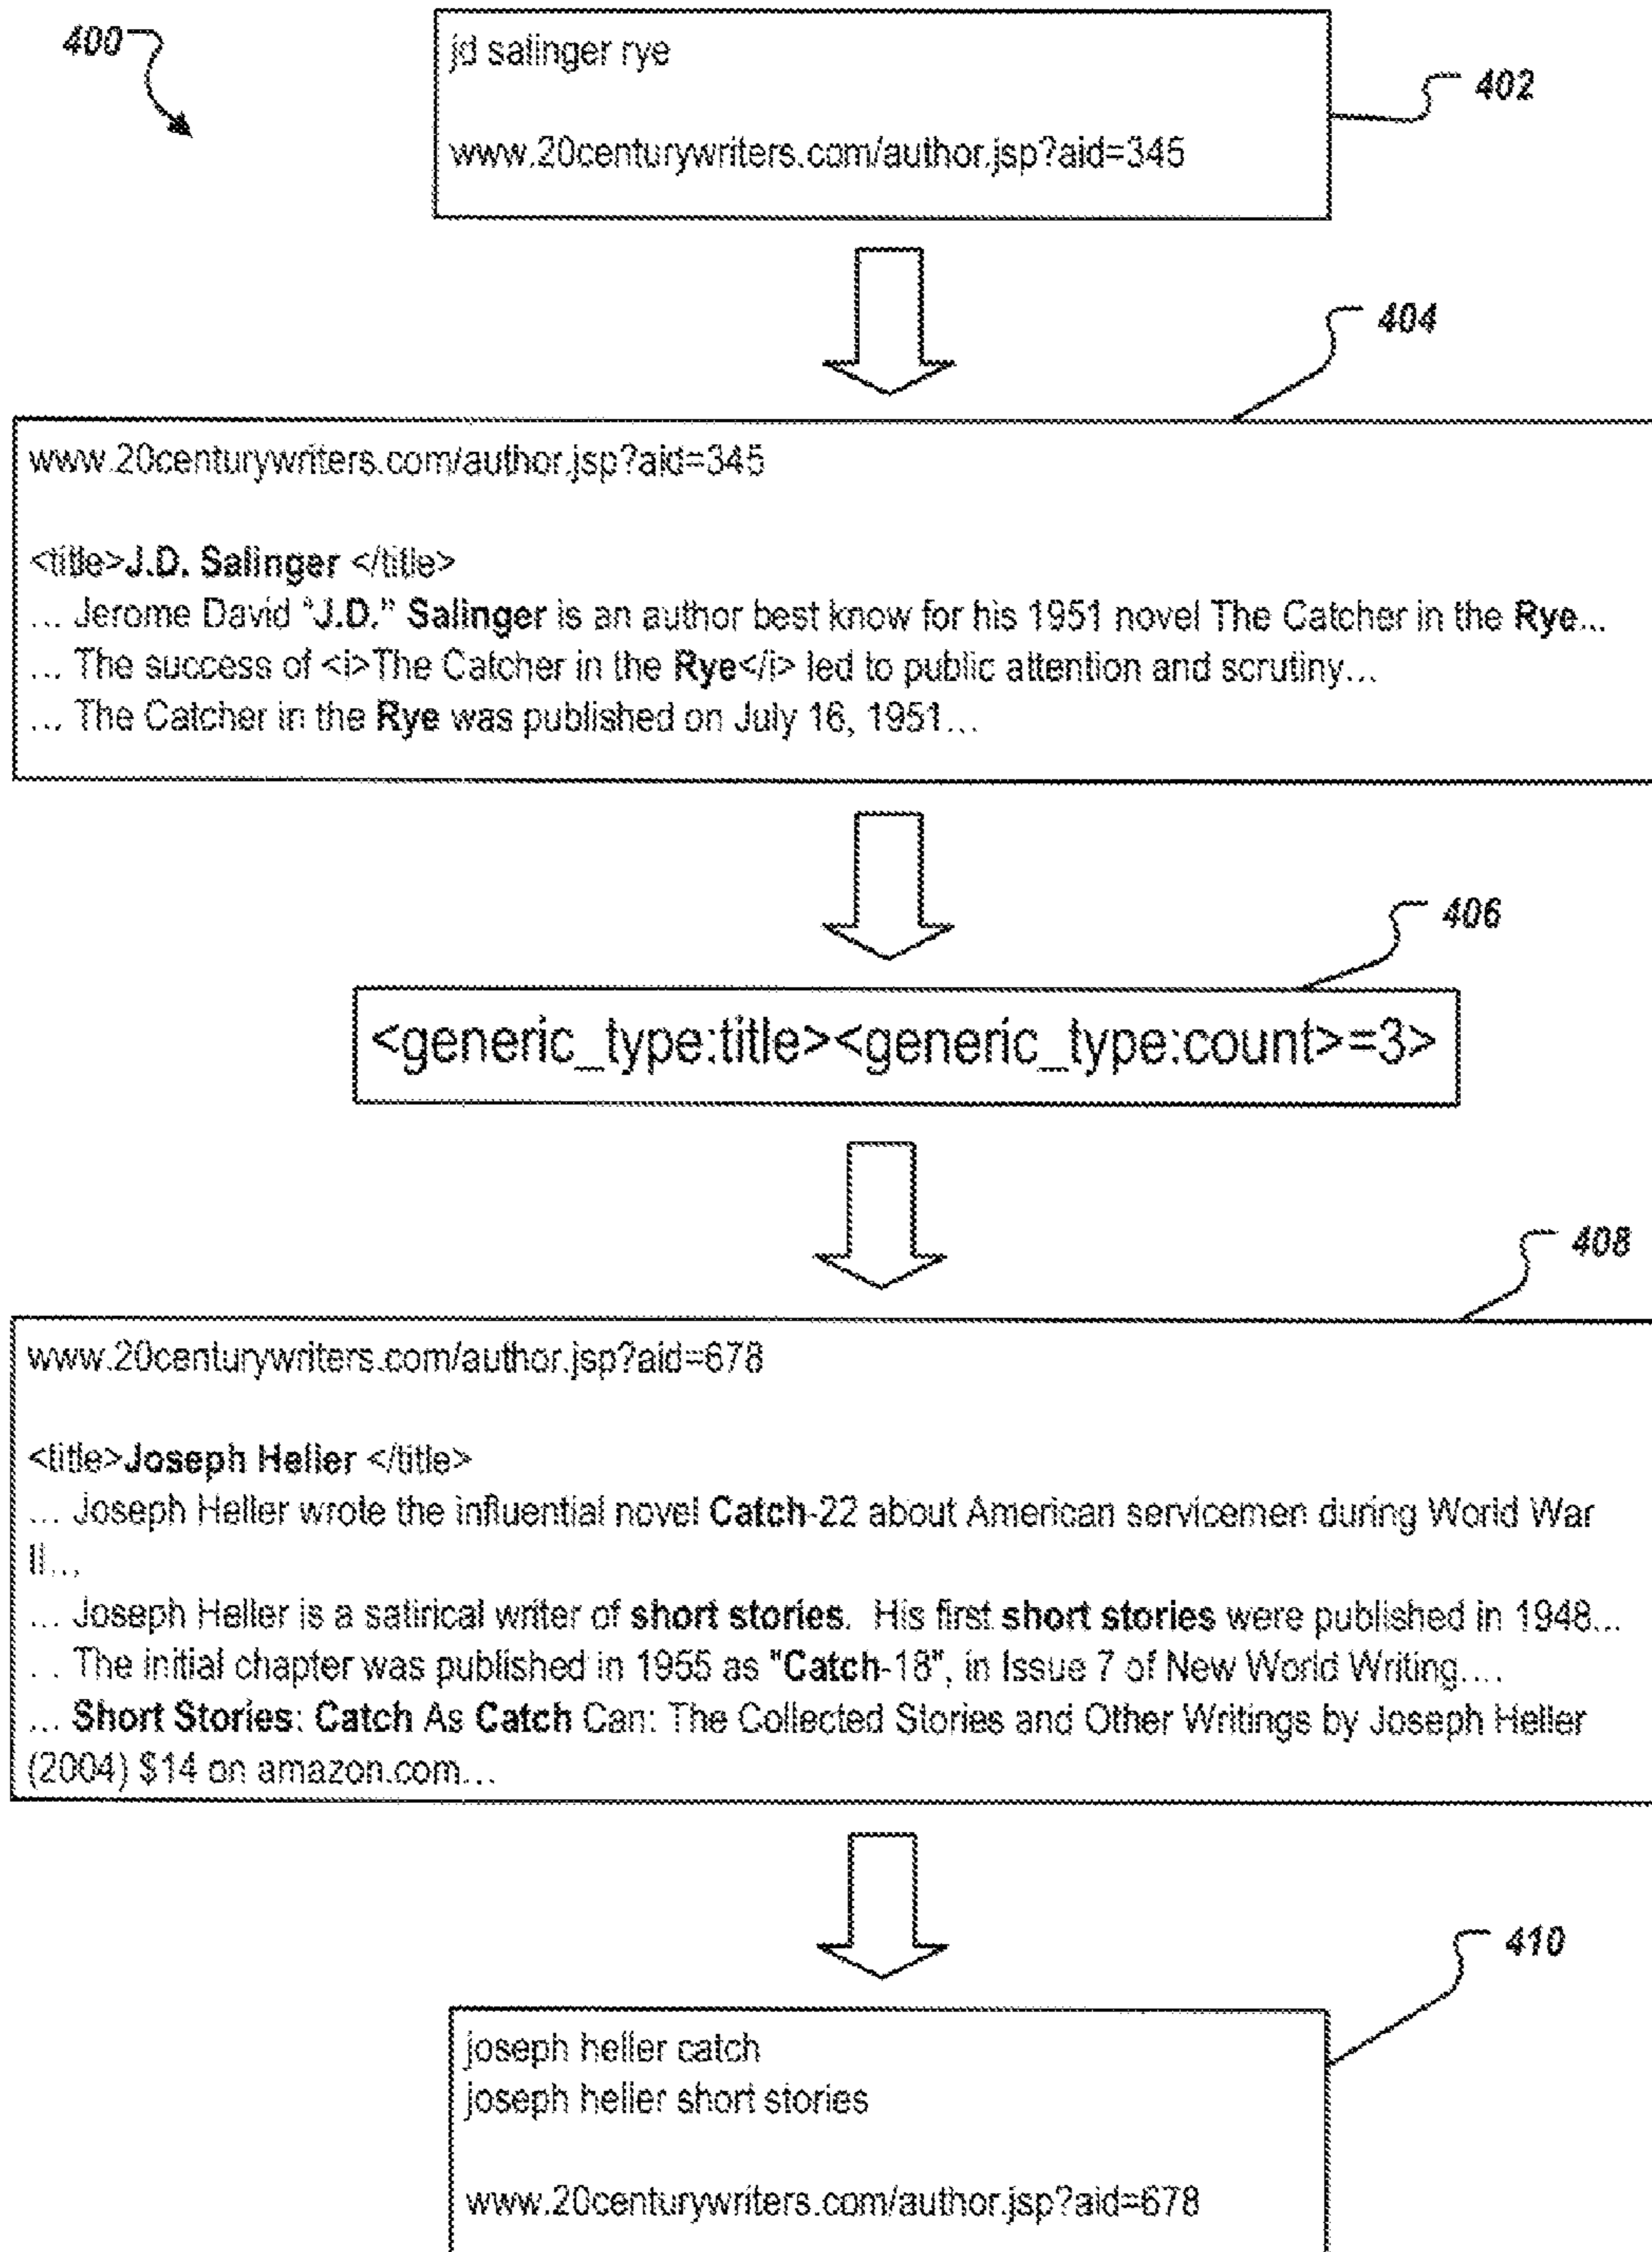 400
jd salinger rye
402
www.20centurywriters.com/author.jsp?aid=345
404
www.20centurywriters.com/author.jsp?aid=345
<title>J.D. Salinger </title>
... Jerome David "J.D." Salinger is an author best know for his 1951 novel The Catcher in the Rye...
... The success of <i>The Catcher in the Rye</i> led to public attention and scrutiny...
... The Catcher in the Rye was published on July 16, 1951...
406
<generic_type:title><generic_type:count>=3>
408
www.20centurywriters.com/author.jsp?aid=678
<title>Joseph Heller </title>
... Joseph Heller wrote the influential novel Catch-22 about American servicemen during World War
II...
... Joseph Heller is a satirical writer of short stories. His first short stories were published in 1948...
. . The initial chapter was published in 1955 as "Catch-18", in Issue 7 of New World Writing....
... Short Stories: Catch As Catch Can: The Collected Stories and Other Writings by Joseph Heller
(2004) $14 on amazon.com...
410
joseph heller catch
joseph heller short stories
www.20centurywriters.com/author.jsp?aid=678